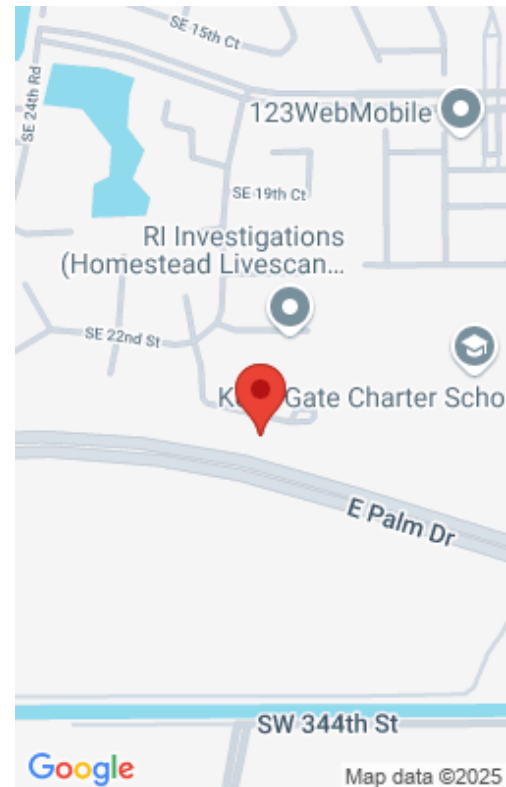 SE 15th Ct
SE 24th Rd
123WebMobile
SE 19th Ct
RI Investigations
(Homestead Livescan...
SE 22nd St
Gate Charter Scho
E Palm Dr
SW 344th St
Google
Map data ©2025